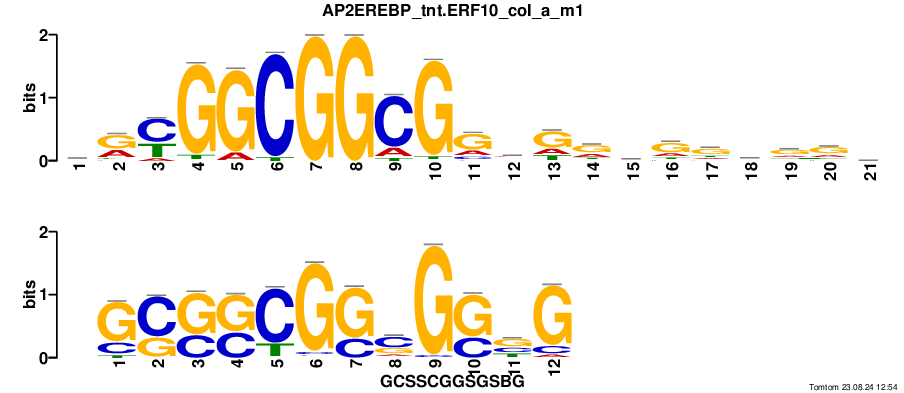 AP2EREBP_tnt.ERF10_col_a_m1
2
bits
1
0
GGCGGCG
1 2 3 4 5 6 7 8 9 10 11 12 13 14 15 16 17 18 19 20 21
2
bits
1
0
GCGGCGGCGGGG
1 2 3 4 5 6 7 8 9 10 11 12
GCSSCGGSGSBG
Tomtom 23.08.24 12:54